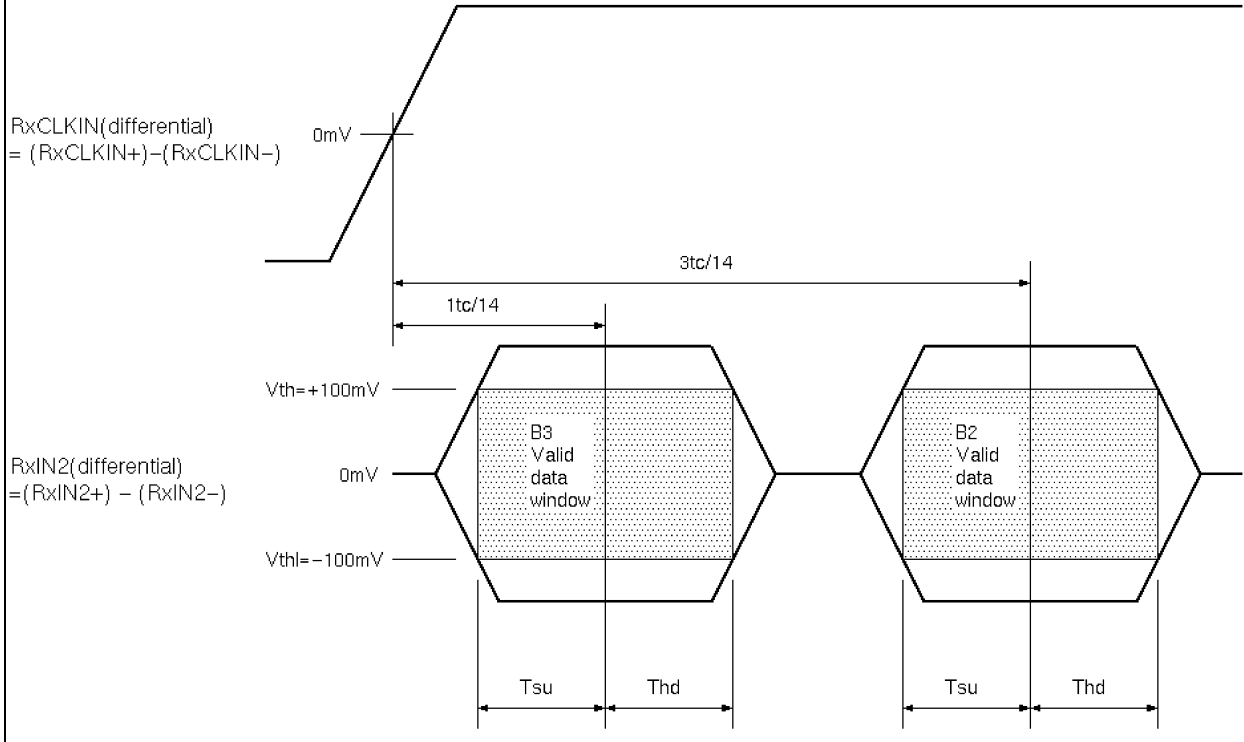 RxCLKIN(differential)
= (RxCLKIN+)−(RxCLKIN−)
0mV
3tc/14
1tc/14
Vth=+100mV
B3
Valid
data
window
B2
Valid
data
window
RxIN2(differential)
=(RxIN2+) − (RxIN2−)
0mV
Vthl=−100mV
Tsu
Thd
Tsu
Thd